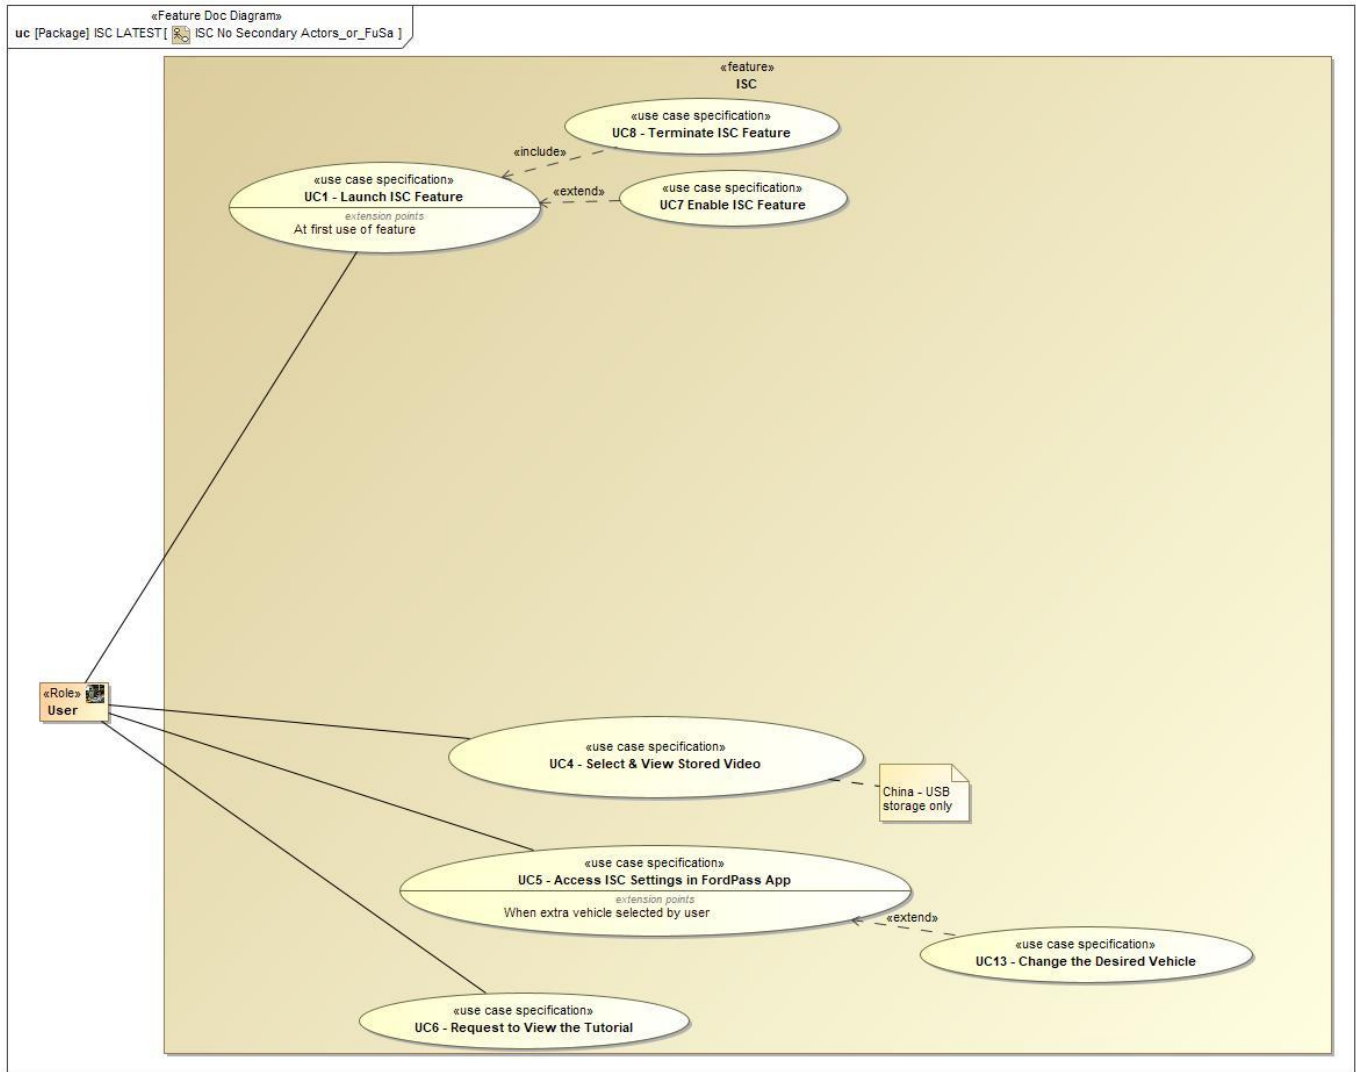 «Feature Doc Diagram»
uc [Package] ISC LATEST [ ISC No Secondary Actors_or_FuSa ]
«feature»
ISC
«use case specification»
UC8 - Terminate ISC Feature
«include»
«use case specification»
UC1 - Launch ISC Feature
extension points
At first use of feature
«extend»
«use case specification»
UC7 Enable ISC Feature
«Role»
User
«use case specification»
UC4 - Select & View Stored Video
China - USB
storage only
«use case specification»
UC5 - Access ISC Settings in FordPass App
extension points
When extra vehicle selected by user
«extend»
«use case specification»
UC13 - Change the Desired Vehicle
«use case specification»
UC6 - Request to View the Tutorial